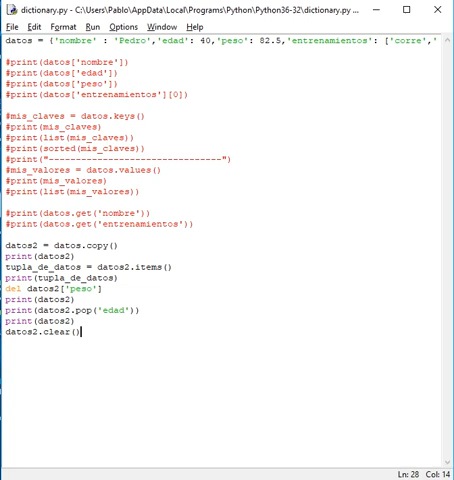 dictionary.py - C:\Users\Pablo\AppData\Local\Programs\Python\Python36-32\dictionary.py ...
File Edit Format Run Options Window Help
datos = {'nombre' : 'Pedro','edad': 40,'peso': 82.5,'entrenamientos': ['corre','
#print(datos['nombre'])
#print(datos['edad'])
#print(datos['peso'])
#print(datos['entrenamientos'][0])
#mis_claves = datos.keys()
#print(mis_claves)
#print(list(mis_claves))
#print(sorted(mis_claves))
#print("--------------------------------")
#mis_valores = datos.values()
#print(mis_valores)
#print(list(mis_valores))
#print(datos.get('nombre'))
#print(datos.get('entrenamientos'))
datos2 = datos.copy()
print(datos2)
tupla_de_datos = datos2.items()
print(tupla_de_datos)
del datos2['peso']
print(datos2)
print(datos2.pop('edad'))
print(datos2)
datos2.clear()
Ln: 28 Col: 14